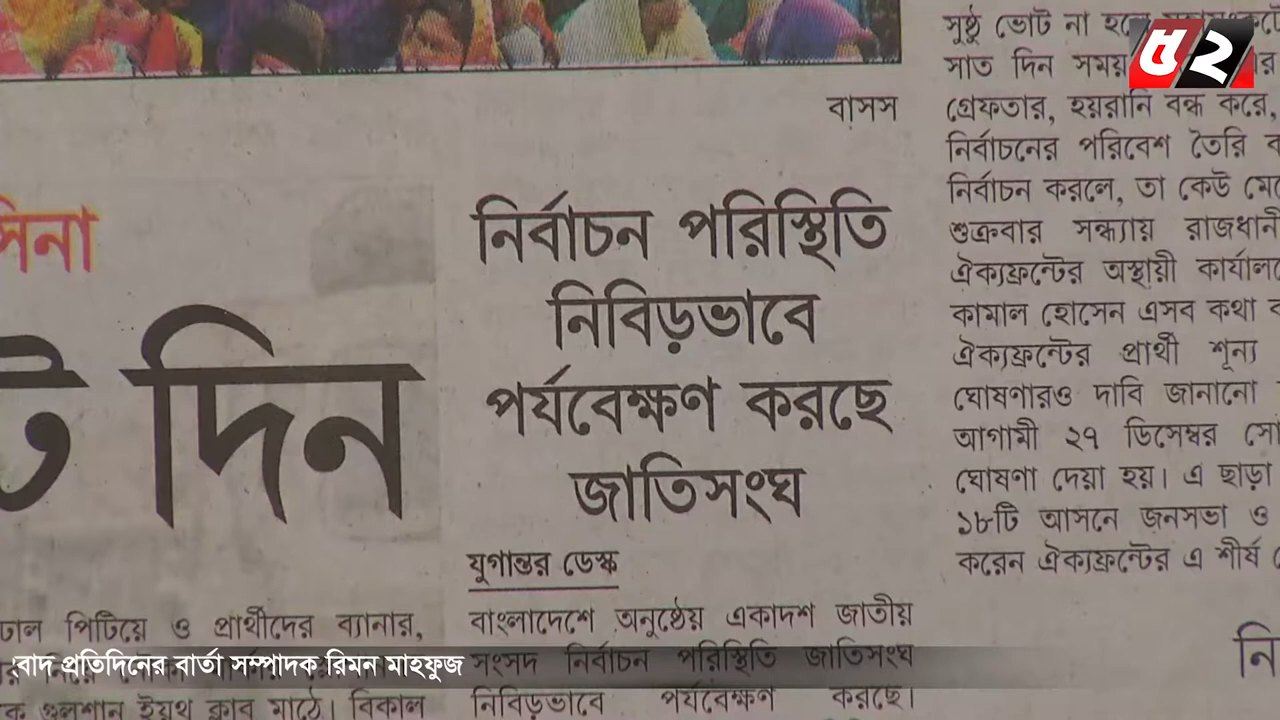 বাসস
সিনা
দিন
নির্বাচন পরিস্থিতি
নিবিড়ভাবে
পর্যবেক্ষণ করছে
জাতিসংঘ
যুগান্তর ডেস্ক
বাংলাদেশে অনুষ্ঠেয় একাদশ জাতীয়
সংসদ নির্বাচন পরিস্থিতি জাতিসংঘ
নিবিড়ভাবে পর্যবেক্ষণ করছে।
ঢাল পিটিয়ে ও প্রার্থীদের ব্যানার,
গুলশান ইয়ুথ ক্লাব মাঠে। বিকাল
সুষ্ঠু ভোট না হলে
সাত দিন সময়
গ্রেফতার, হয়রানি বন্ধ করে,
নির্বাচনের পরিবেশ তৈরি
নির্বাচন করলে, তা কেউ
শুক্রবার সন্ধ্যায় রাজধানী
ঐক্যফ্রন্টের অস্থায়ী
কামাল হোসেন এসব কথা
ঐক্যফ্রন্টের প্রার্থী শূন্য
ঘোষণারও দাবি জানানো
আগামী ২৭ ডিসেম্বর
ঘোষণা দেয়া হয়। এ ছাড়া
১৮টি আসনে জনসভা ও
করেন ঐক্যফ্রন্টের এ শীর্ষ
নি
৫২
বাদ প্রতিদিনের বার্তা সম্পাদক রিমন মাহফুজ